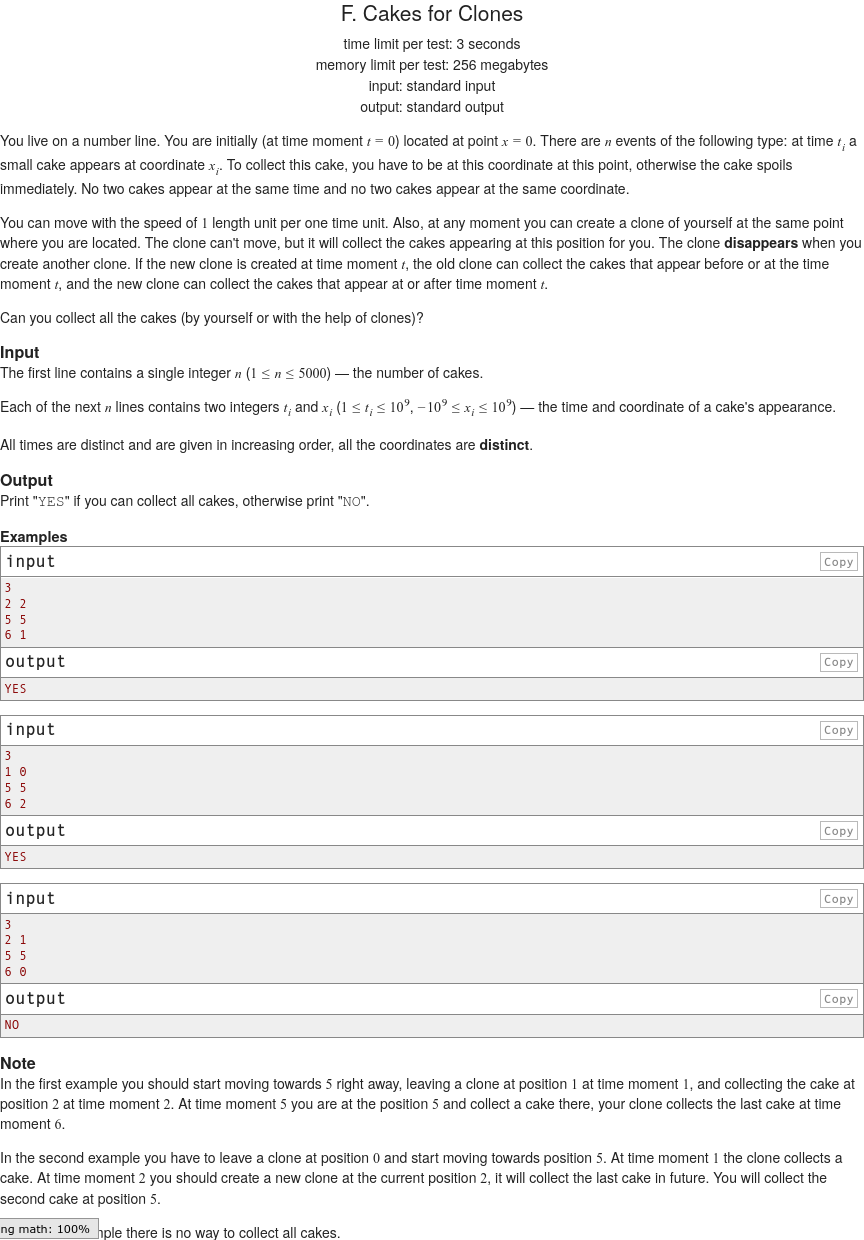 F. Cakes for Clones
time limit per test: 3 seconds
memory limit per test: 256 megabytes
input: standard input
output: standard output
You live on a number line. You are initially (at time moment t = 0) located at point x = 0. There are n events of the following type: at time t_i a
small cake appears at coordinate x_i. To collect this cake, you have to be at this coordinate at this point, otherwise the cake spoils
immediately. No two cakes appear at the same time and no two cakes appear at the same coordinate.
You can move with the speed of 1 length unit per one time unit. Also, at any moment you can create a clone of yourself at the same point
where you are located. The clone can't move, but it will collect the cakes appearing at this position for you. The clone disappears when you
create another clone. If the new clone is created at time moment t, the old clone can collect the cakes that appear before or at the time
moment t, and the new clone can collect the cakes that appear at or after time moment t.
Can you collect all the cakes (by yourself or with the help of clones)?
Input
The first line contains a single integer n (1 ≤ n ≤ 5000) — the number of cakes.
Each of the next n lines contains two integers t_i and x_i (1 ≤ t_i ≤ 10^9, −10^9 ≤ x_i ≤ 10^9) — the time and coordinate of a cake's appearance.
All times are distinct and are given in increasing order, all the coordinates are distinct.
Output
Print "YES" if you can collect all cakes, otherwise print "NO".
Examples
input Copy
3
2 2
5 5
6 1
output Copy
YES
input Copy
3
1 0
5 5
6 2
output Copy
YES
input Copy
3
2 1
5 5
6 0
output Copy
NO
Note
In the first example you should start moving towards 5 right away, leaving a clone at position 1 at time moment 1, and collecting the cake at
position 2 at time moment 2. At time moment 5 you are at the position 5 and collect a cake there, your clone collects the last cake at time
moment 6.
In the second example you have to leave a clone at position 0 and start moving towards position 5. At time moment 1 the clone collects a
cake. At time moment 2 you should create a new clone at the current position 2, it will collect the last cake in future. You will collect the
second cake at position 5.
ng math: 100% nple there is no way to collect all cakes.